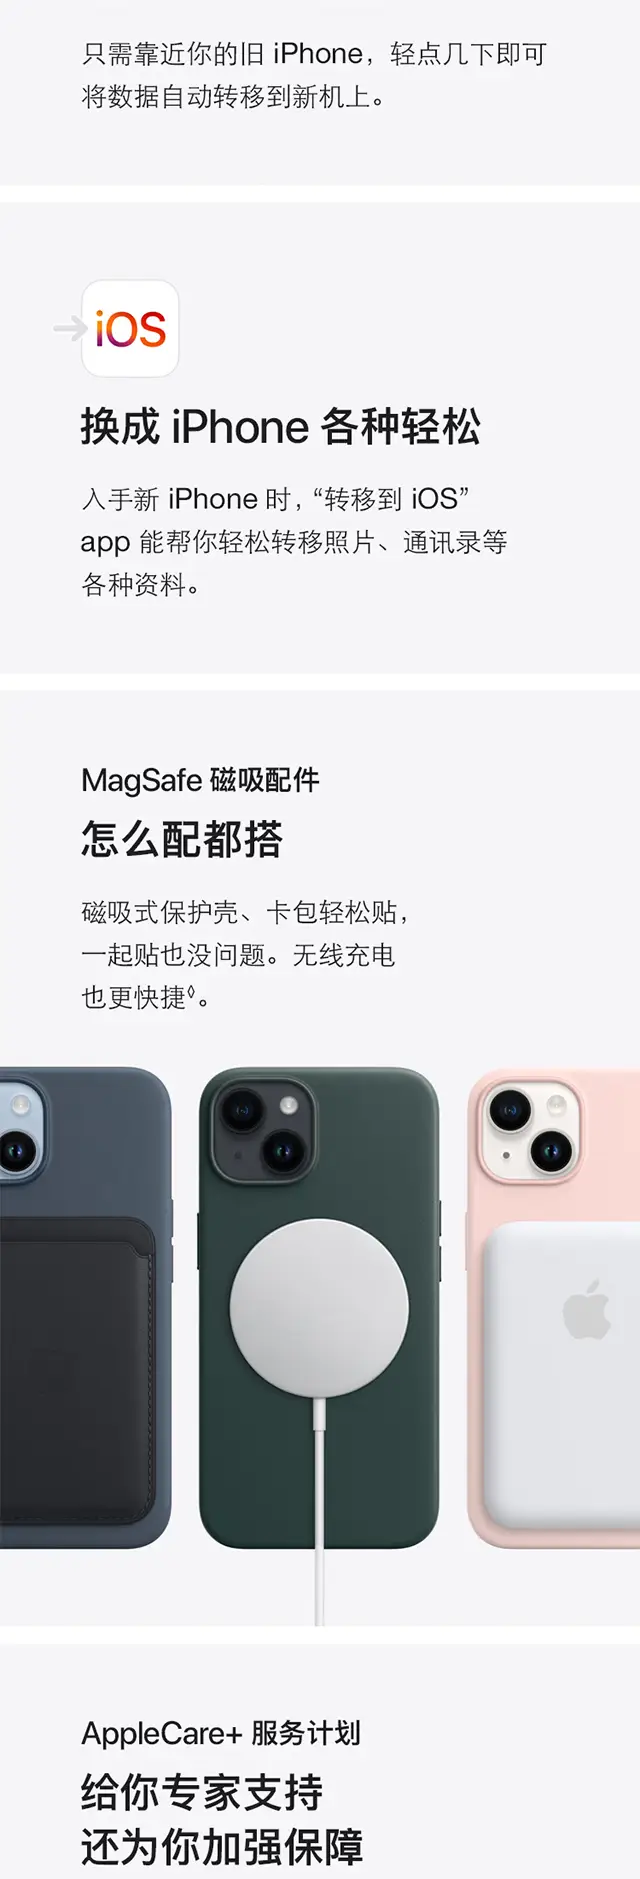 只需靠近你的旧 iPhone，轻点几下即可
将数据自动转移到新机上。
iOS
换成 iPhone 各种轻松
入手新 iPhone 时，“转移到 iOS”
app 能帮你轻松转移照片、通讯录等
各种资料。
MagSafe 磁吸配件
怎么配都搭
磁吸式保护壳、卡包轻松贴，
一起贴也没问题。无线充电
也更快捷◊。
AppleCare+ 服务计划
给你专家支持
还为你加强保障